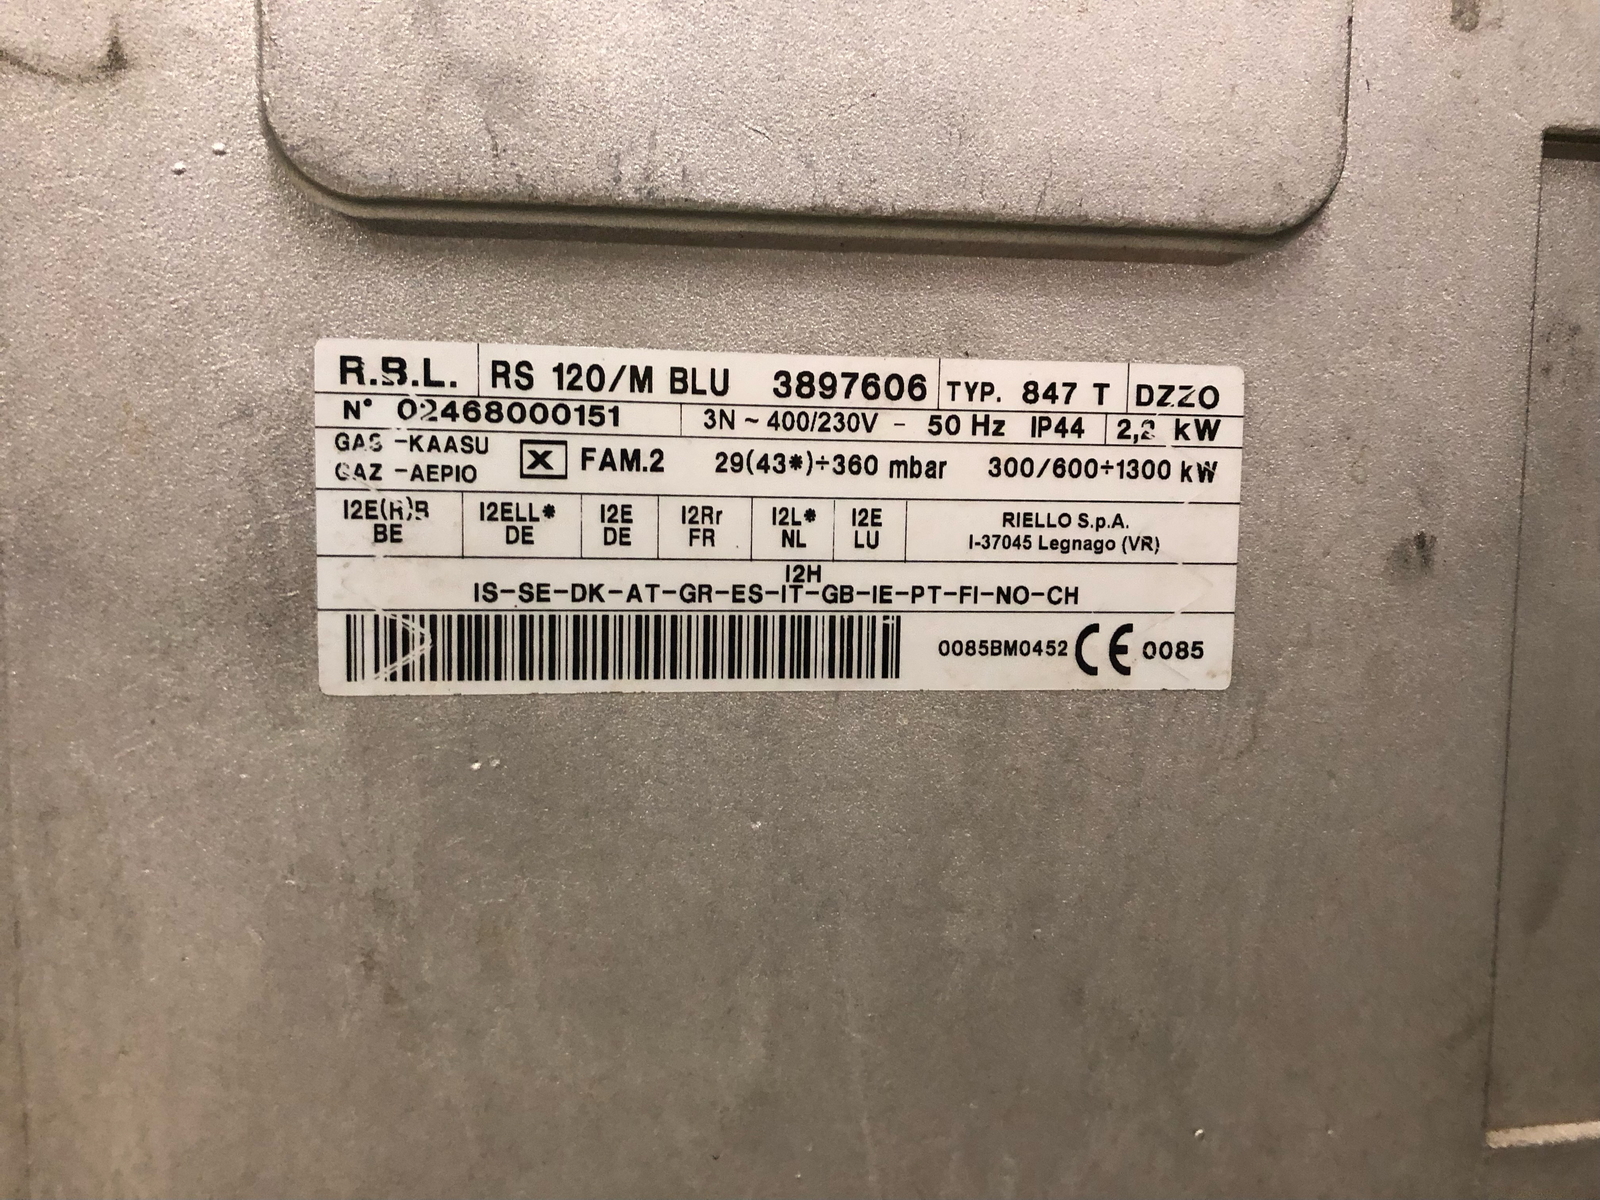 R.B.L. RS 120/M BLU 3897606 TYP. 847 T DZZO
N° 02468000151 3N ~ 400/230V - 50 Hz IP44 2,2 kW
GAS -KAASU
GAZ -AEPIO
X FAM.2 29(43*)÷360 mbar 300/600÷1300 kW
I2E(R)B I2ELL* I2E I2Rr I2L* I2E
BE DE DE FR NL LU
RIELLO S.p.A.
I-37045 Legnago (VR)
I2H
IS-SE-DK-AT-GR-ES-IT-GB-IE-PT-FI-NO-CH
0085BM0452 CE 0085